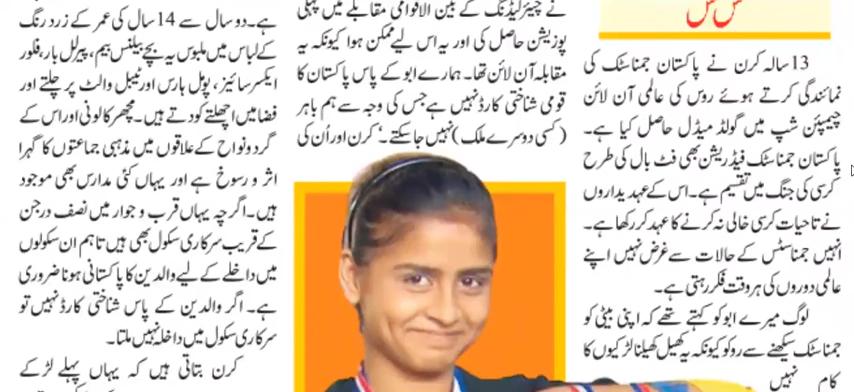 13 سالہ کرن نے پاکستان جمناسٹک کی
نمائندگی کرتے ہوئے روس کی عالمی آن لائن
چیمپئن شپ میں گولڈ میڈل حاصل کیا ہے۔
پاکستان جمناسٹک فیڈریشن بھی فٹ بال کی طرح
کرسی کی جنگ میں تقسیم ہے۔ اس کے عہدیداروں
نے تاحیات کرسی خالی نہ کرنے کا عہد کر رکھا ہے۔
انہیں جمناسٹس کے حالات سے غرض نہیں اپنے
عالمی دوروں کی ہر وقت فکر رہتی ہے۔
لوگ میرے ابو کو کہتے تھے کہ اپنی بیٹی کو
جمناسٹک سیکھنے سے روکو کیونکہ یہ کھیل کھیلنا لڑکیوں کا
کام نہیں
نے چیئرلیڈنگ کے بین الاقوامی مقابلے میں پہلی
پوزیشن حاصل کی اور یہ اس لیے ممکن ہوا کیونکہ یہ
مقابلہ آن لائن تھا۔ ہمارے ابو کے پاس پاکستان کا
قومی شناختی کارڈ نہیں ہے جس کی وجہ سے ہم باہر
(کسی دوسرے ملک) نہیں جا سکتے۔‘ کرن اور اُن کی
ہے۔ دو سال سے 14 سال کی عمر کے زرد رنگ
کے لباس میں ملبوس یہ بچے بیلنس بیم، پیرلل بار، فلور
ایکسرسائیز، پومل ہارس اور ٹیبل والٹ پر چلتے اور
فضا میں اچھلتے کودتے ہیں۔ مچھر کالونی اور اس کے
گردونواح کے علاقوں میں مذہبی جماعتوں کا گہرا
اثر و رسوخ ہے اور یہاں کئی مدارس بھی موجود
ہیں۔ اگرچہ یہاں قرب و جوار میں نصف درجن
کے قریب سرکاری سکول بھی ہیں تاہم ان سکولوں
میں داخلے کے لیے والدین کا پاکستانی ہونا ضروری
ہے۔ اگر والدین کے پاس شناختی کارڈ نہیں تو
سرکاری سکول میں داخلہ نہیں ملتا۔
کرن بتاتی ہیں کہ یہاں پہلے لڑکے